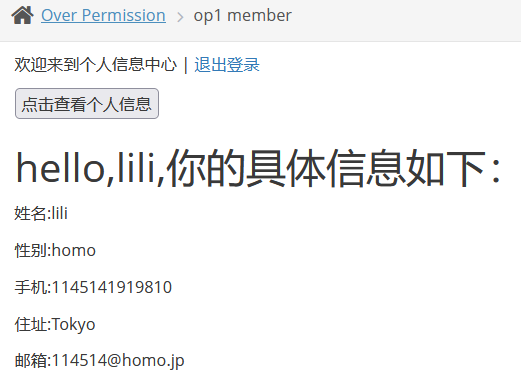 Over Permission > op1 member
欢迎来到个人信息中心 | 退出登录
点击查看个人信息
hello,lili,你的具体信息如下：
姓名:lili
性别:homo
手机:1145141919810
住址:Tokyo
邮箱:114514@homo.jp